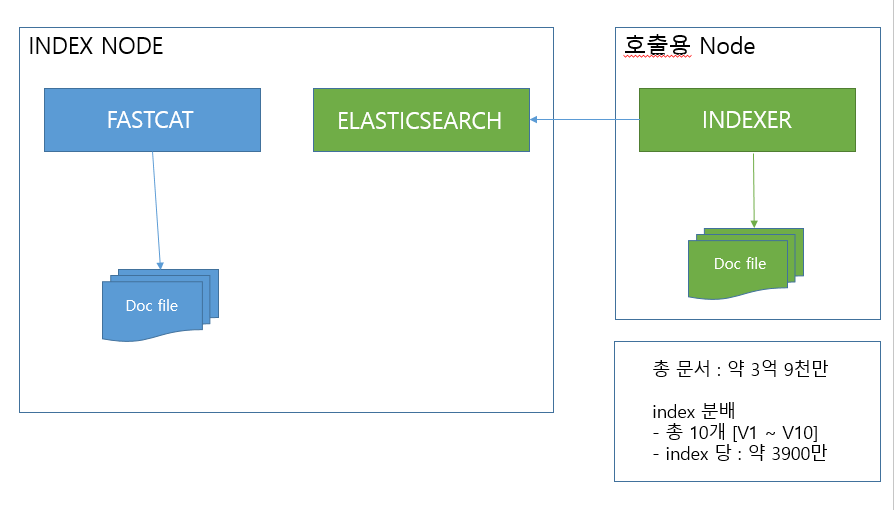 INDEX NODE
FASTCAT
ELASTICSEARCH
Doc file
호출용 Node
INDEXER
Doc file
총 문서 : 약 3억 9천만
index 분배
- 총 10개 [V1 ~ V10]
- index 당 : 약 3900만